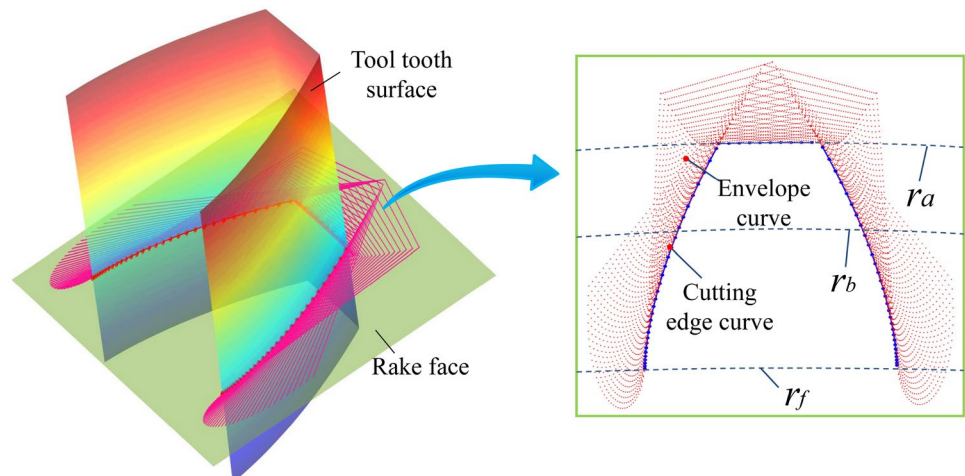 Tool tooth
surface
Rake face
Envelope
curve
Cutting
edge curve
ra
rb
rf